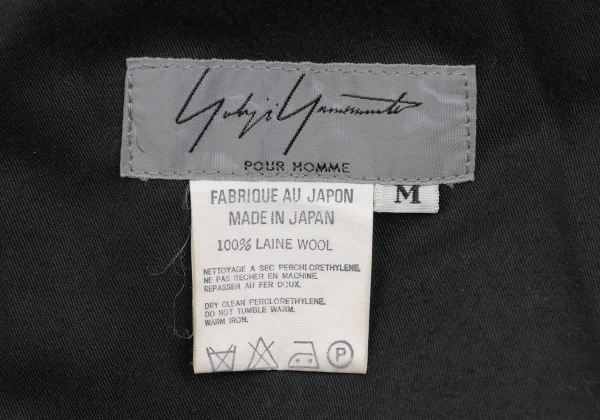 Yohji Yamamoto
POUR HOMME
M
FABRIQUE AU JAPON
MADE IN JAPAN
100% LAINE WOOL
NETTOYAGE A SEC PERCHLORETHYLENE,
NE PAS SECHER EN MACHINE.
REPASSER AU FER DOUX.
DRY CLEAN PERCLORETHYLENE,
DO NOT TUMBLE WARM.
WARM IRON.
P